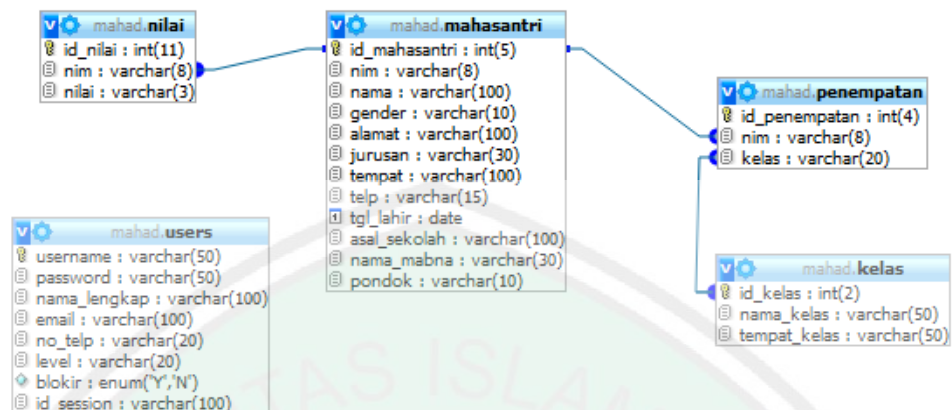 mahad.nilai
id_nilai : int(11)
nim : varchar(8)
nilai : varchar(3)
mahad.mahasantri
id_mahasantri : int(5)
nim : varchar(8)
nama : varchar(100)
gender : varchar(10)
alamat : varchar(100)
jurusan : varchar(30)
tempat : varchar(100)
telp : varchar(15)
tgl_lahir : date
asal_sekolah : varchar(100)
nama_mabna : varchar(30)
pondok : varchar(10)
mahad.penempatan
id_penempatan : int(4)
nim : varchar(8)
kelas : varchar(20)
mahad.users
username : varchar(50)
password : varchar(50)
nama_lengkap : varchar(100)
email : varchar(100)
no_telp : varchar(20)
level : varchar(20)
blokir : enum('Y','N')
id_session : varchar(100)
mahad.kelas
id_kelas : int(2)
nama_kelas : varchar(50)
tempat_kelas : varchar(50)